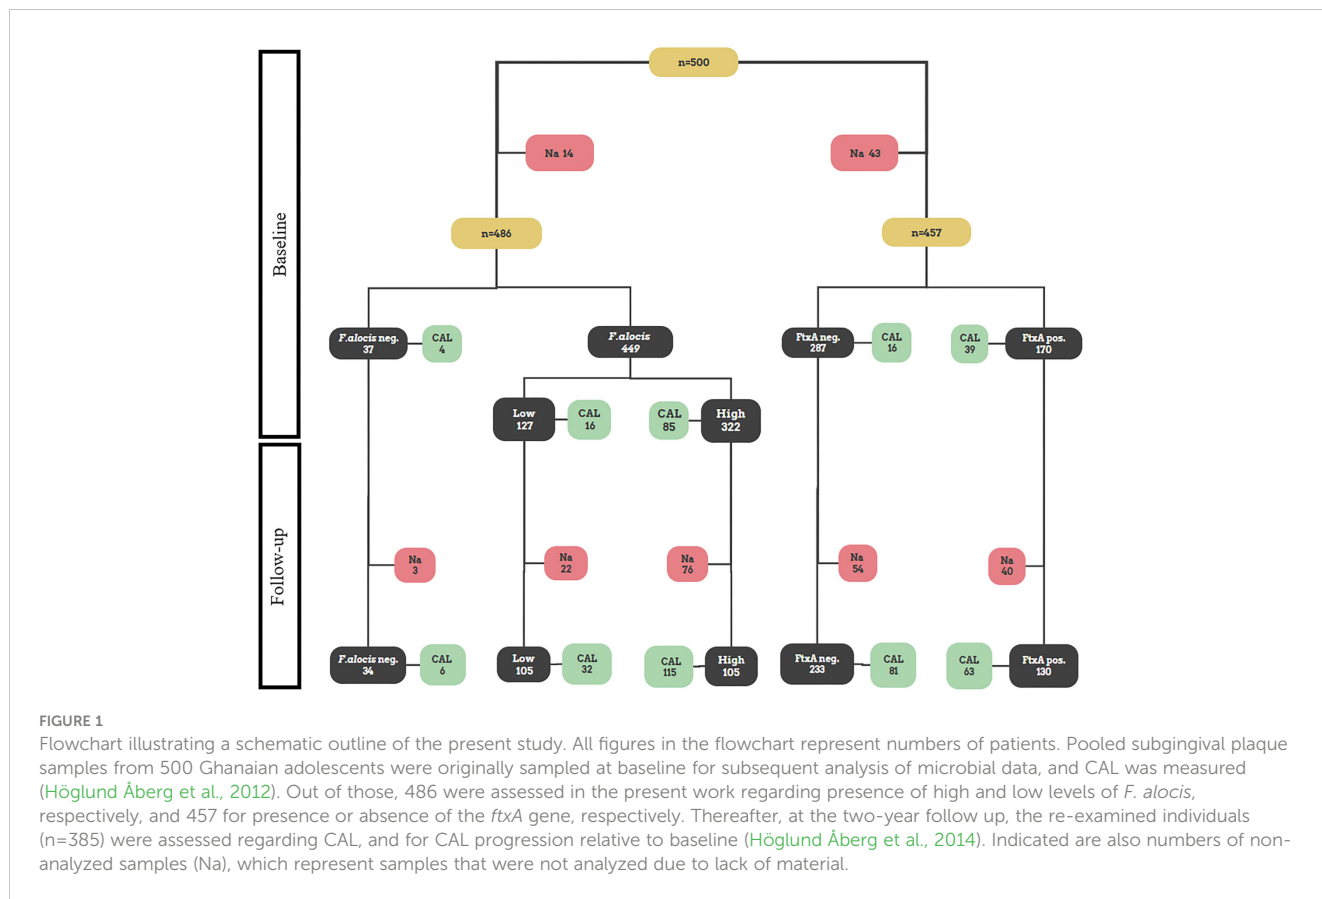 n=500
Na 14
Na 43
Baseline
n=486
n=457
F.alocis neg.
37
CAL
4
F.alocis
449
FtxA neg.
287
CAL
16
CAL
39
FtxA pos.
170
Low
127
CAL
16
CAL
85
High
322
Follow-up
Na
3
Na
22
Na
76
Na
54
Na
40
F.alocis neg.
34
CAL
6
Low
105
CAL
32
CAL
115
High
105
FtxA neg.
233
CAL
81
CAL
63
FtxA pos.
130
FIGURE 1
Flowchart illustrating a schematic outline of the present study. All figures in the flowchart represent numbers of patients. Pooled subgingival plaque
samples from 500 Ghanaian adolescents were originally sampled at baseline for subsequent analysis of microbial data, and CAL was measured
(Höglund Åberg et al., 2012). Out of those, 486 were assessed in the present work regarding presence of high and low levels of F. alocis,
respectively, and 457 for presence or absence of the ftxA gene, respectively. Thereafter, at the two-year follow up, the re-examined individuals
(n=385) were assessed regarding CAL, and for CAL progression relative to baseline (Höglund Åberg et al., 2014). Indicated are also numbers of non-
analyzed samples (Na), which represent samples that were not analyzed due to lack of material.